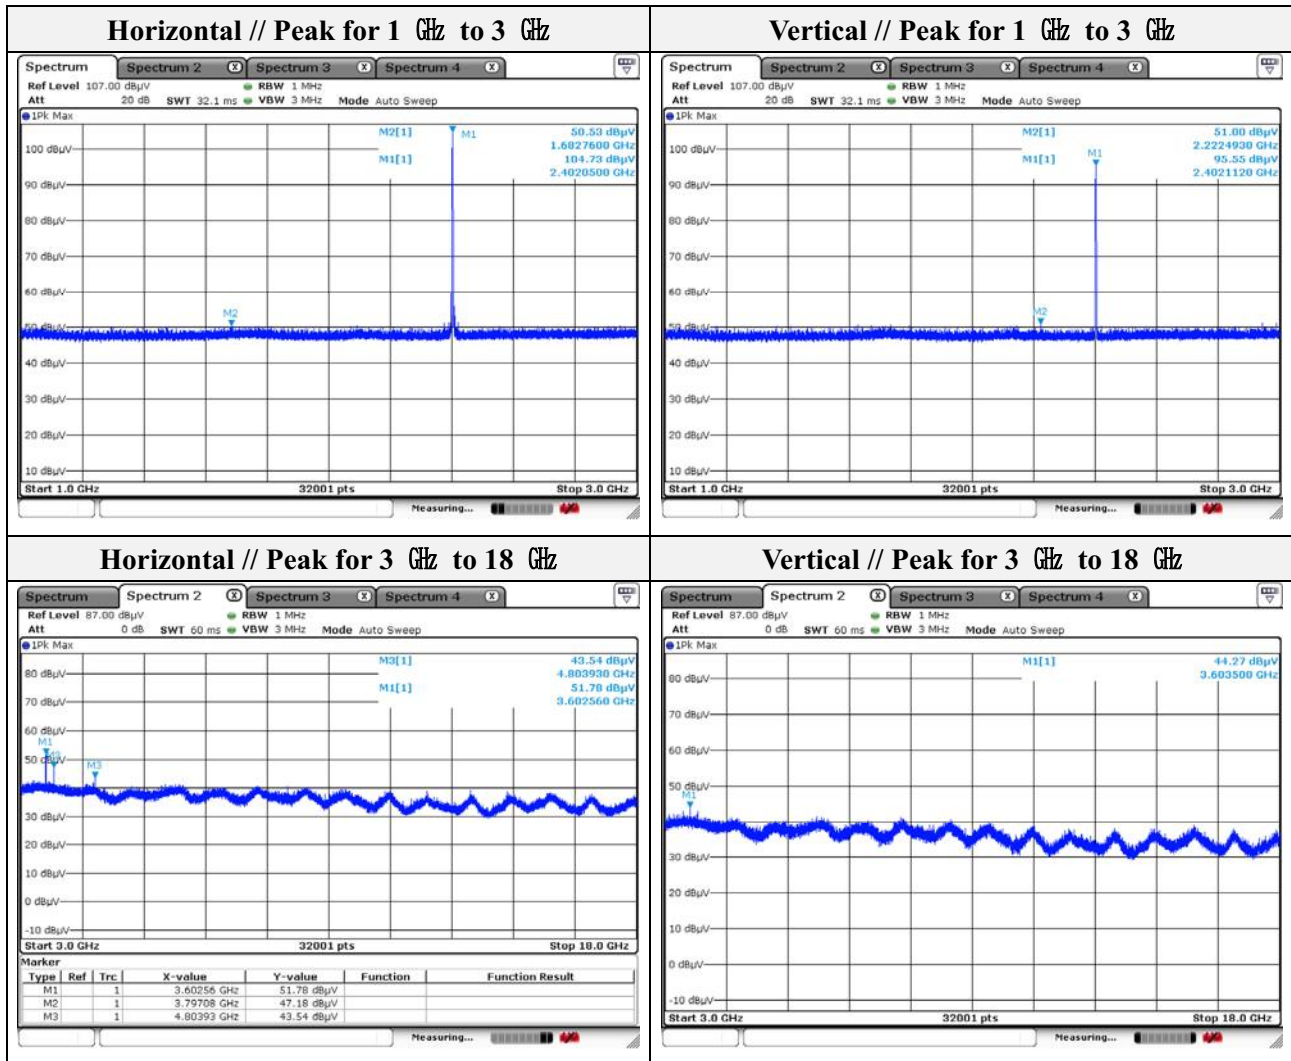 Horizontal // Peak for 1 ㎓ to 3 ㎓
Spectrum Spectrum 2 X Spectrum 3 X Spectrum 4 X
Ref Level 107.00 dBµV RBW 1 MHz
Att 20 dB SWT 32.1 ms VBW 3 MHz Mode Auto Sweep
1Pk Max
M2[1] 50.53 dBµV
1.6827600 GHz
M1[1] 104.73 dBµV
2.4020500 GHz
M1
100 dBµV
90 dBµV
80 dBµV
70 dBµV
60 dBµV
M2
50 dBµV
40 dBµV
30 dBµV
20 dBµV
10 dBµV
Start 1.0 GHz 32001 pts Stop 3.0 GHz
Measuring...
Vertical // Peak for 1 ㎓ to 3 ㎓
Spectrum Spectrum 2 X Spectrum 3 X Spectrum 4 X
Ref Level 107.00 dBµV RBW 1 MHz
Att 20 dB SWT 32.1 ms VBW 3 MHz Mode Auto Sweep
1Pk Max
M2[1] 51.00 dBµV
2.2224930 GHz
M1[1] 95.55 dBµV
2.4021120 GHz
M1
100 dBµV
90 dBµV
80 dBµV
70 dBµV
60 dBµV
M2
50 dBµV
40 dBµV
30 dBµV
20 dBµV
10 dBµV
Start 1.0 GHz 32001 pts Stop 3.0 GHz
Measuring...
Horizontal // Peak for 3 ㎓ to 18 ㎓
Spectrum Spectrum 2 X Spectrum 3 X Spectrum 4 X
Ref Level 87.00 dBµV RBW 1 MHz
Att 0 dB SWT 60 ms VBW 3 MHz Mode Auto Sweep
1Pk Max
M3[1] 43.54 dBµV
4.803930 GHz
M1[1] 51.78 dBµV
3.602560 GHz
80 dBµV
70 dBµV
60 dBµV
M1
50 dBµV M2
M3
30 dBµV
20 dBµV
10 dBµV
0 dBµV
-10 dBµV
Start 3.0 GHz 32001 pts Stop 18.0 GHz
Marker
Type Ref Trc X-value Y-value Function Function Result
M1 1 3.60256 GHz 51.78 dBµV
M2 1 3.79708 GHz 47.18 dBµV
M3 1 4.80393 GHz 43.54 dBµV
Measuring...
Vertical // Peak for 3 ㎓ to 18 ㎓
Spectrum Spectrum 2 X Spectrum 3 X Spectrum 4 X
Ref Level 87.00 dBµV RBW 1 MHz
Att 0 dB SWT 60 ms VBW 3 MHz Mode Auto Sweep
1Pk Max
M1[1] 44.27 dBµV
3.603500 GHz
80 dBµV
70 dBµV
60 dBµV
50 dBµV
M1
30 dBµV
20 dBµV
10 dBµV
0 dBµV
-10 dBµV
Start 3.0 GHz 32001 pts Stop 18.0 GHz
Measuring...